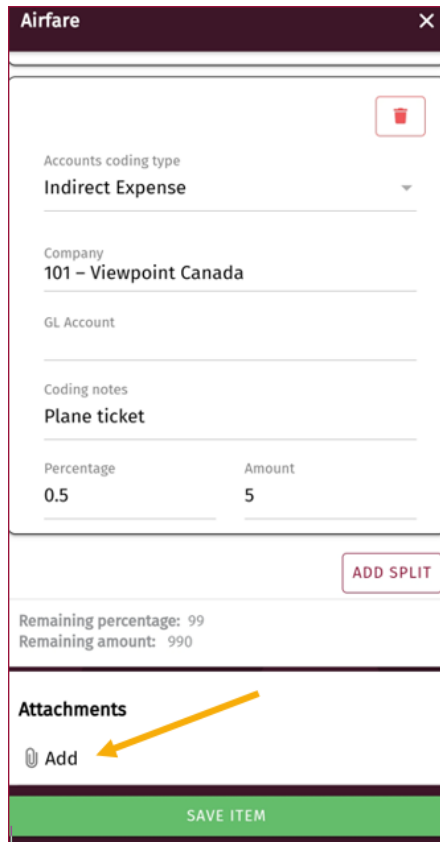 Airfare
Accounts coding type
Indirect Expense
Company
101 – Viewpoint Canada
GL Account
Coding notes
Plane ticket
Percentage Amount
0.5 5
ADD SPLIT
Remaining percentage: 99
Remaining amount: 990
Attachments
Add
SAVE ITEM